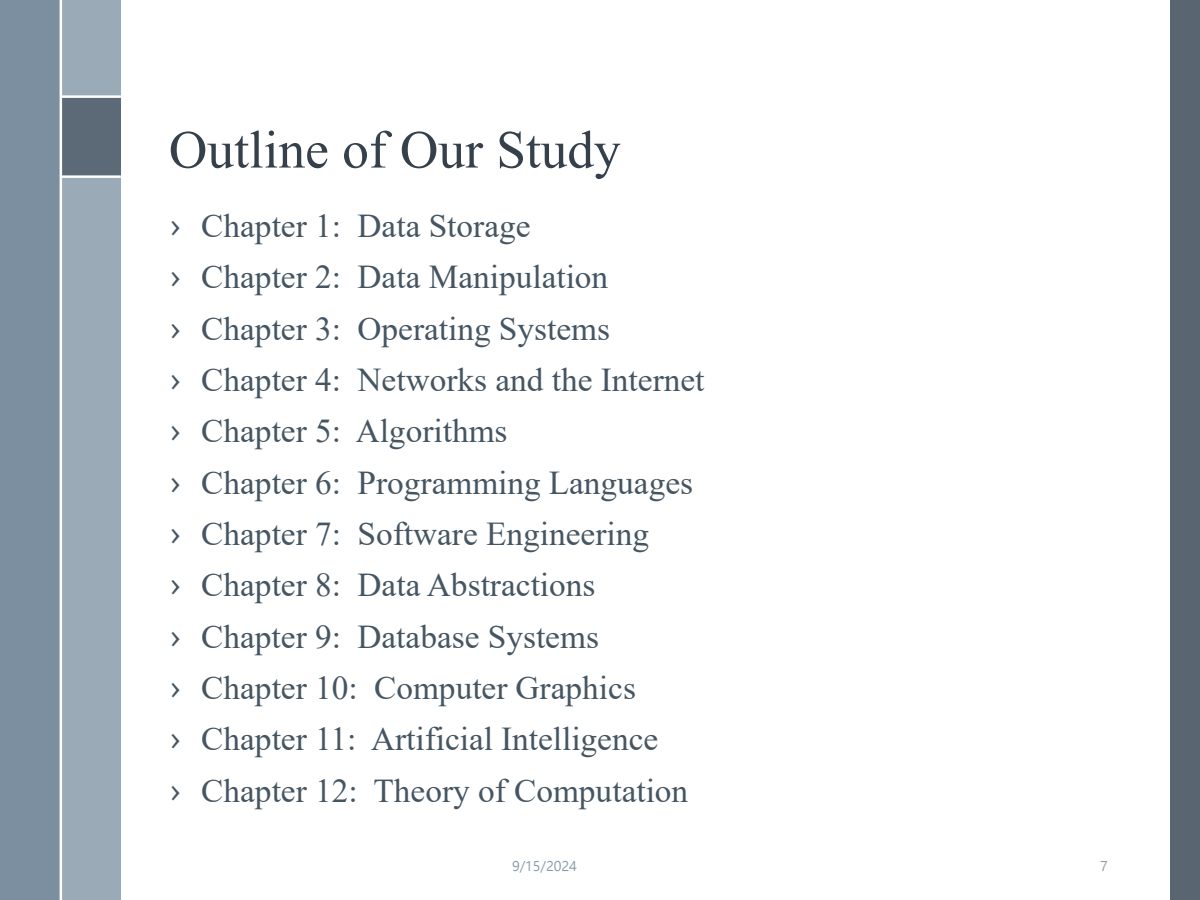 Outline of Our Study
› Chapter 1:  Data Storage
› Chapter 2:  Data Manipulation
› Chapter 3:  Operating Systems
› Chapter 4:  Networks and the Internet
› Chapter 5:  Algorithms
› Chapter 6:  Programming Languages
› Chapter 7:  Software Engineering
› Chapter 8:  Data Abstractions
› Chapter 9:  Database Systems
› Chapter 10:  Computer Graphics
› Chapter 11:  Artificial Intelligence
› Chapter 12:  Theory of Computation
9/15/2024
7